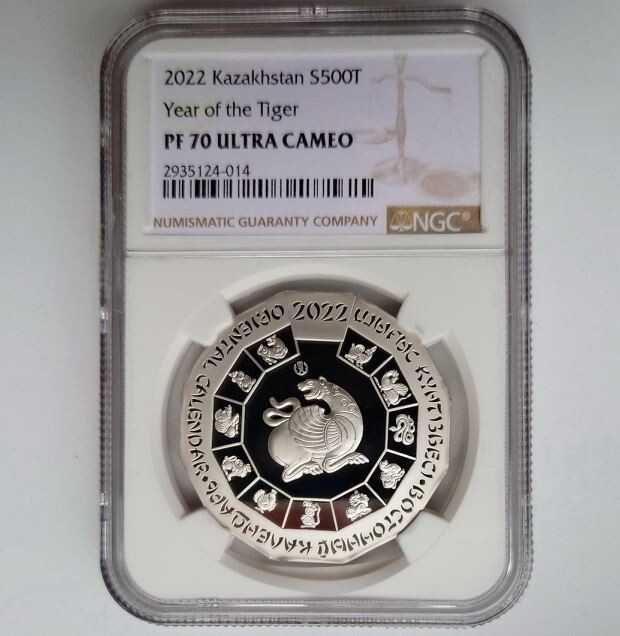 2022 Kazakhstan S500T
Year of the Tiger
PF 70 ULTRA CAMEO
2935124-014
NUMISMATIC GUARANTY COMPANY
NGC®
2022 ШЫҒЫС КҮНТІЗБЕСІ • ВОСТОЧНЫЙ КАЛЕНДАРЬ • ORIENTAL CALENDAR